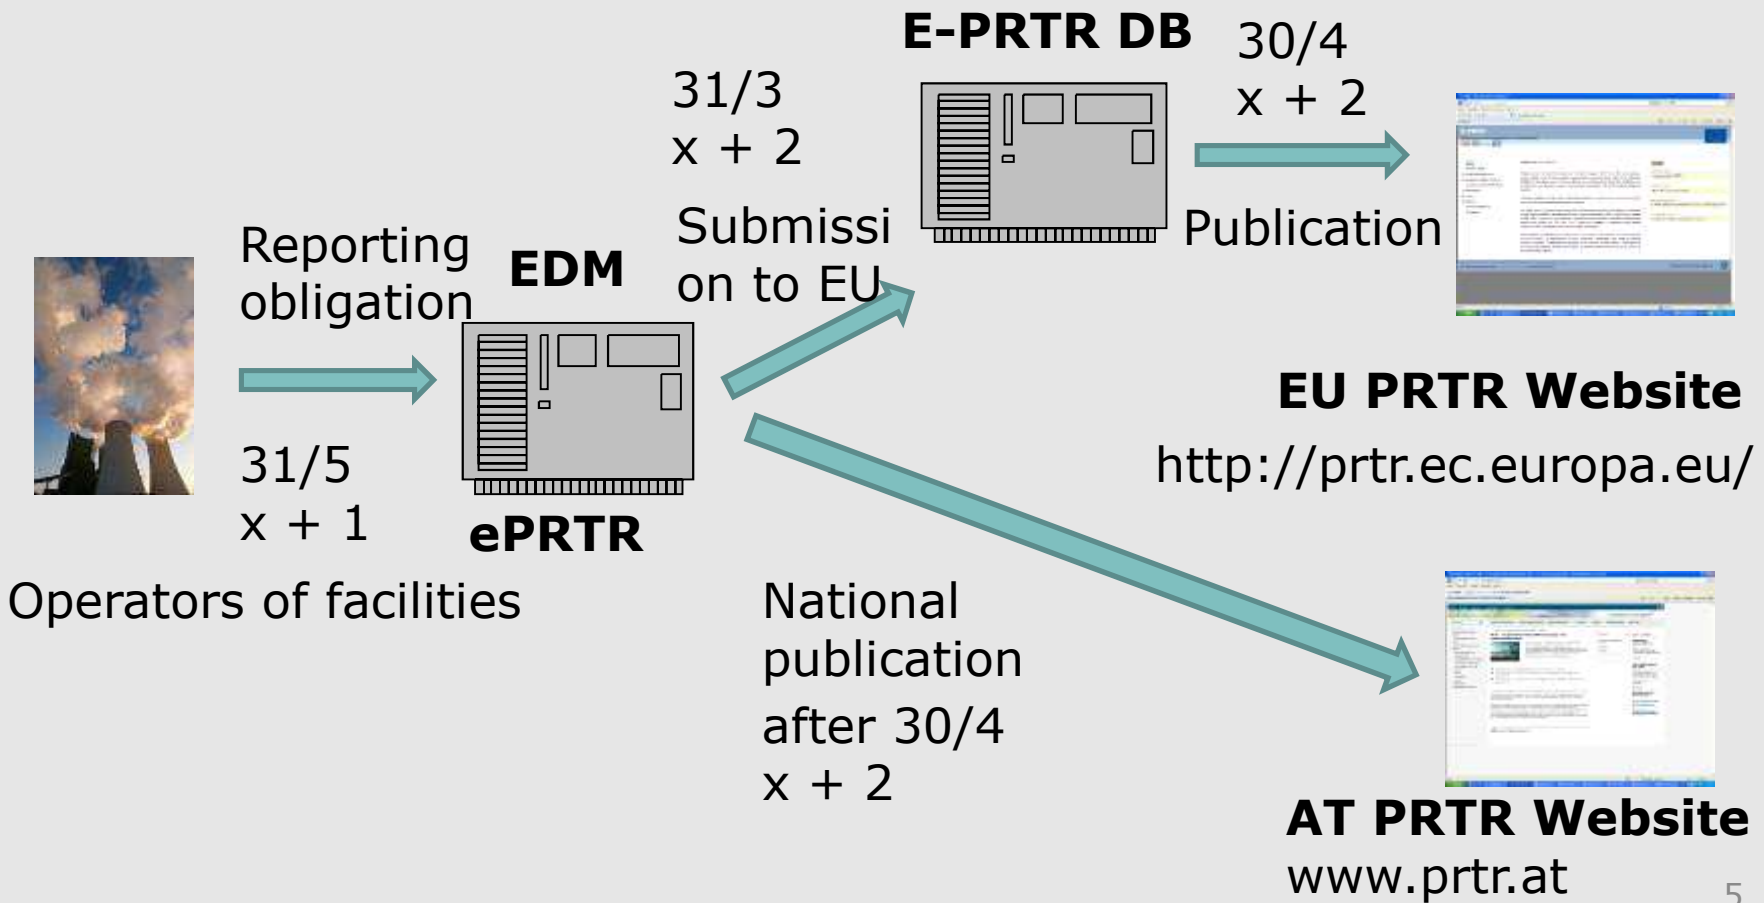 E-PRTR DB
30/4
x + 2
31/3
x + 2
Submissi
on to EU
Publication
Reporting
obligation
EDM
31/5
x + 1
ePRTR
Operators of facilities
EU PRTR Website
http://prtr.ec.europa.eu/
National
publication
after 30/4
x + 2
AT PRTR Website
www.prtr.at
5